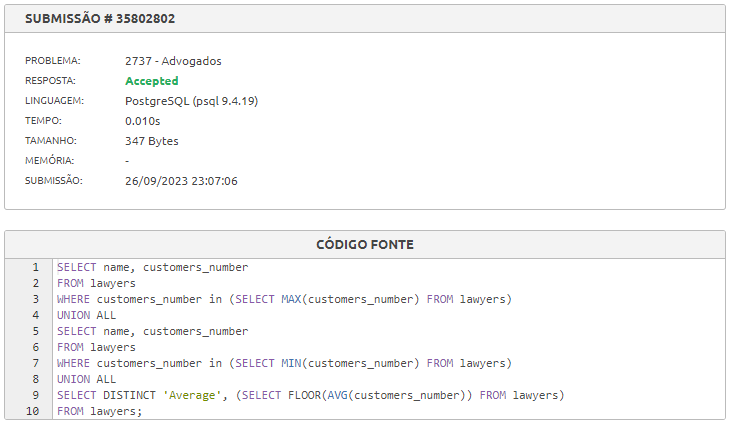 SUBMISSÃO # 35802802
PROBLEMA: 2737 - Advogados
RESPOSTA: Accepted
LINGUAGEM: PostgreSQL (psql 9.4.19)
TEMPO: 0.010s
TAMANHO: 347 Bytes
MEMÓRIA: -
SUBMISSÃO: 26/09/2023 23:07:06
CÓDIGO FONTE
1 SELECT name, customers_number
2 FROM lawyers
3 WHERE customers_number in (SELECT MAX(customers_number) FROM lawyers)
4 UNION ALL
5 SELECT name, customers_number
6 FROM lawyers
7 WHERE customers_number in (SELECT MIN(customers_number) FROM lawyers)
8 UNION ALL
9 SELECT DISTINCT 'Average', (SELECT FLOOR(AVG(customers_number)) FROM lawyers)
10 FROM lawyers;